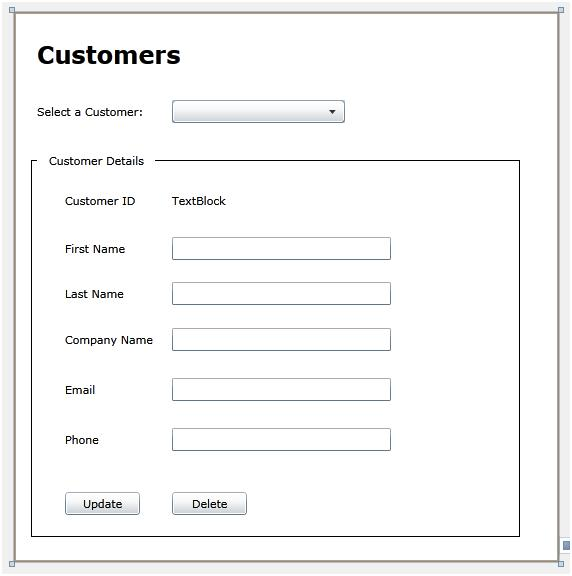 Customers
Select a Customer:
Customer Details
Customer ID TextBlock
First Name
Last Name
Company Name
Email
Phone
Update Delete